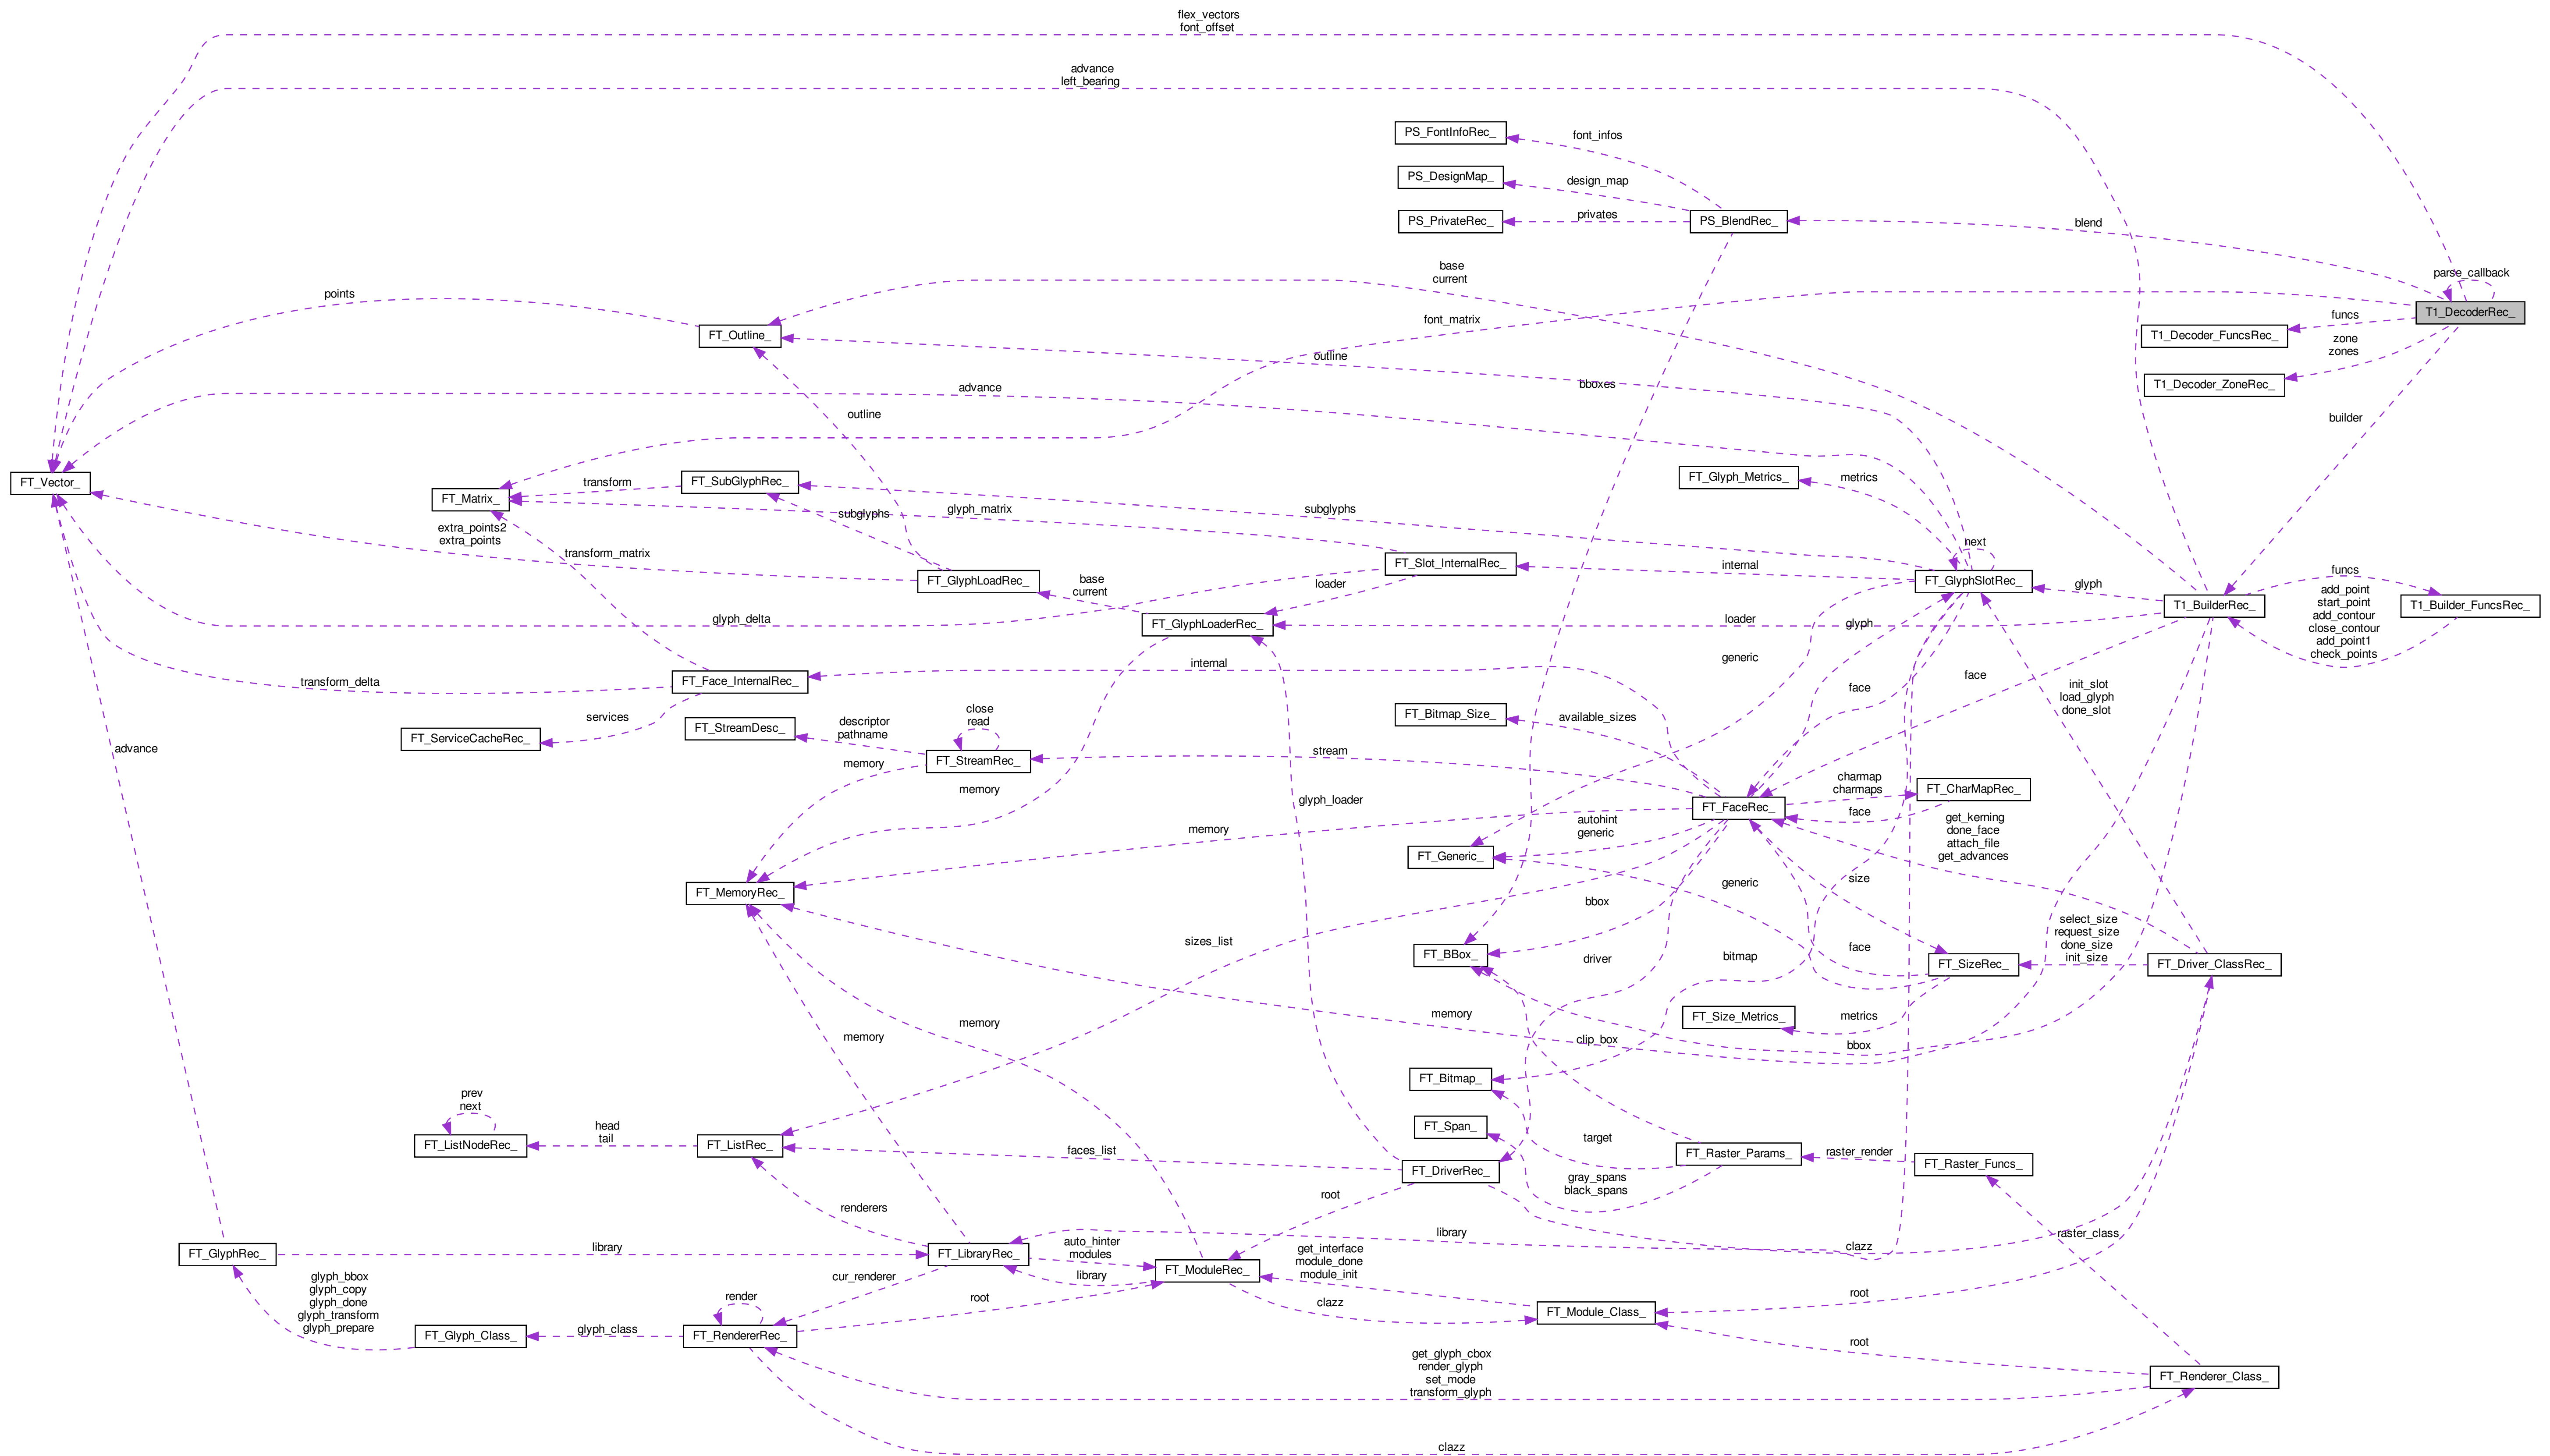 flex_vectors
font_offset
advance
left_bearing
PS_FontInfoRec_
font_infos
PS_DesignMap_
design_map
PS_PrivateRec_
privates
PS_BlendRec_
blend
base
current
parse_callback
points
T1_DecoderRec_
font_matrix
funcs
FT_Outline_
T1_Decoder_FuncsRec_
outline
zone
zones
bboxes
T1_Decoder_ZoneRec_
advance
outline
builder
FT_Vector_
FT_Matrix_
transform
FT_SubGlyphRec_
FT_Glyph_Metrics_
metrics
subglyphs
glyph_matrix
subglyphs
extra_points2
extra_points
transform_matrix
next
FT_Slot_InternalRec_
internal
FT_GlyphLoadRec_
base
current
loader
FT_GlyphSlotRec_
glyph
funcs
T1_BuilderRec_
T1_Builder_FuncsRec_
add_point
start_point
add_contour
close_contour
add_point1
check_points
glyph_delta
FT_GlyphLoaderRec_
loader
glyph
generic
internal
transform_delta
FT_Face_InternalRec_
face
face
init_slot
load_glyph
done_slot
services
close
read
FT_Bitmap_Size_
available_sizes
FT_StreamDesc_
descriptor
pathname
FT_ServiceCacheRec_
advance
FT_StreamRec_
stream
memory
memory
glyph_loader
charmap
charmaps
FT_CharMapRec_
FT_FaceRec_
face
memory
autohint
generic
get_kerning
done_face
attach_file
get_advances
FT_Generic_
generic
size
FT_MemoryRec_
bbox
sizes_list
select_size
request_size
done_size
init_size
FT_BBox_
driver
bitmap
face
FT_SizeRec_
FT_Driver_ClassRec_
memory
memory
memory
FT_Size_Metrics_
metrics
clip_box
bbox
FT_Bitmap_
prev
next
FT_Span_
FT_ListNodeRec_
head
tail
FT_ListRec_
faces_list
target
FT_Raster_Params_
raster_render
FT_Raster_Funcs_
FT_DriverRec_
gray_spans
black_spans
root
renderers
library
raster_class
FT_GlyphRec_
library
FT_LibraryRec_
auto_hinter
modules
clazz
get_interface
module_done
module_init
FT_ModuleRec_
library
cur_renderer
glyph_bbox
glyph_copy
glyph_done
glyph_transform
glyph_prepare
render
root
clazz
root
FT_Module_Class_
FT_Glyph_Class_
glyph_class
FT_RendererRec_
root
get_glyph_cbox
render_glyph
set_mode
transform_glyph
FT_Renderer_Class_
clazz